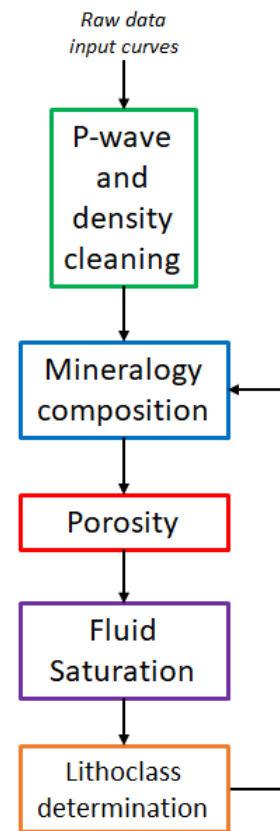 Raw data
input curves
P-wave
and
density
cleaning
Mineralogy
composition
Porosity
Fluid
Saturation
Lithoclass
determination